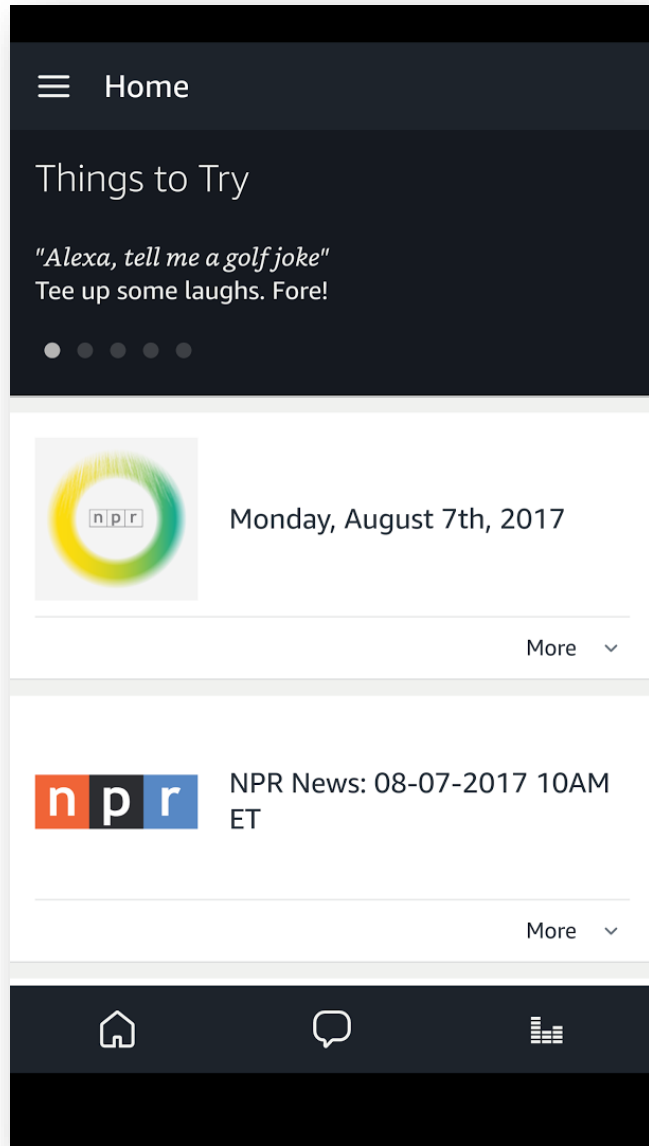 Home
Things to Try
"Alexa, tell me a golf joke"
Tee up some laughs. Fore!
npr
Monday, August 7th, 2017
More
npr
NPR News: 08-07-2017 10AM
ET
More